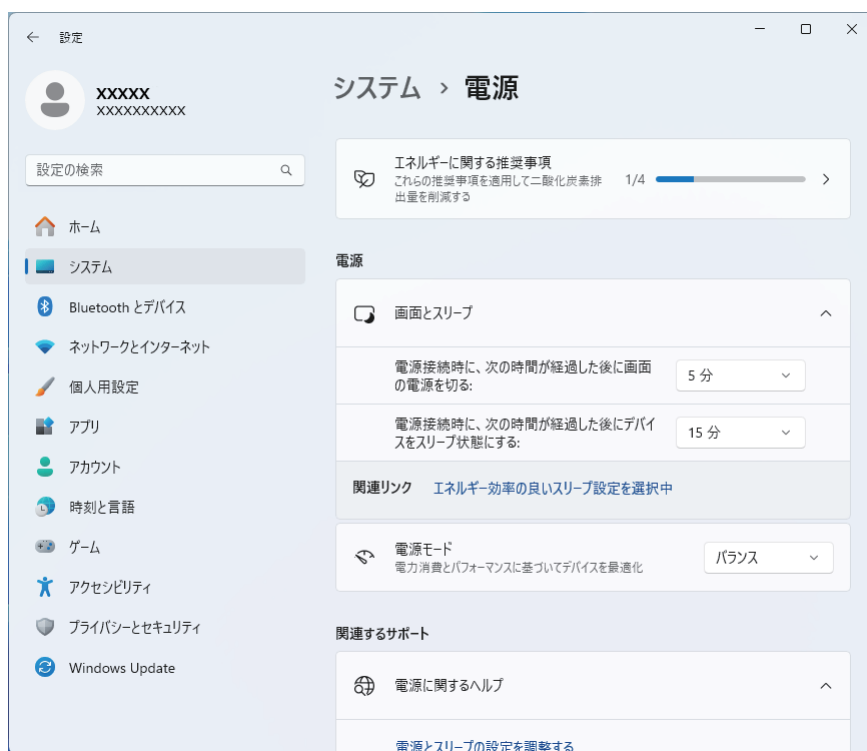 設定
XXXXX
XXXXXXXXXX
設定の検索
ホーム
システム
Bluetooth とデバイス
ネットワークとインターネット
個人用設定
アプリ
アカウント
時刻と言語
ゲーム
アクセシビリティ
プライバシーとセキュリティ
Windows Update
システム › 電源
エネルギーに関する推奨事項
これらの推奨事項を適用して二酸化炭素排
出量を削減する
1/4
電源
画面とスリープ
電源接続時に、次の時間が経過した後に画面
の電源を切る:
5 分
電源接続時に、次の時間が経過した後にデバイ
スをスリープ状態にする:
15 分
関連リンク エネルギー効率の良いスリープ設定を選択中
電源モード
電力消費とパフォーマンスに基づいてデバイスを最適化
バランス
関連するサポート
電源に関するヘルプ
電源とスリープの設定を調整する